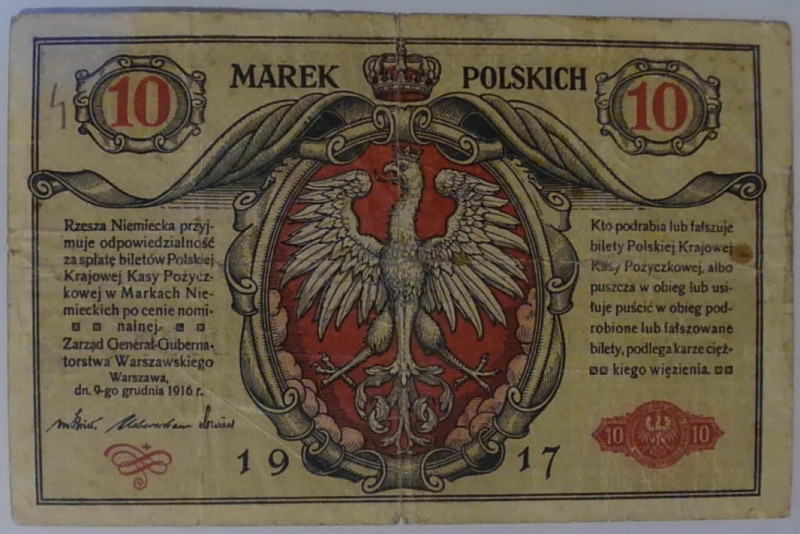 10 MAREK POLSKICH 10
4
Rzesza Niemiecka przyj-
muje odpowiedzialność
za spłatę biletów Polskiej
Krajowej Kasy Pożycz-
kowej w Markach Nie-
mieckich po cenie nomi-
nalnej.
Zarząd Generał-Guberna-
torstwa Warszawskiego
Warszawa,
dn. 9-go grudnia 1916 r.
Kto podrabia lub fałszuje
bilety Polskiej Krajowej
Kasy Pożyczkowej, albo
puszcza w obieg lub usi-
łuje puścić w obieg pod-
robione lub fałszowane
bilety, podlega karze cięż-
kiego więzienia.
10 10
19 17